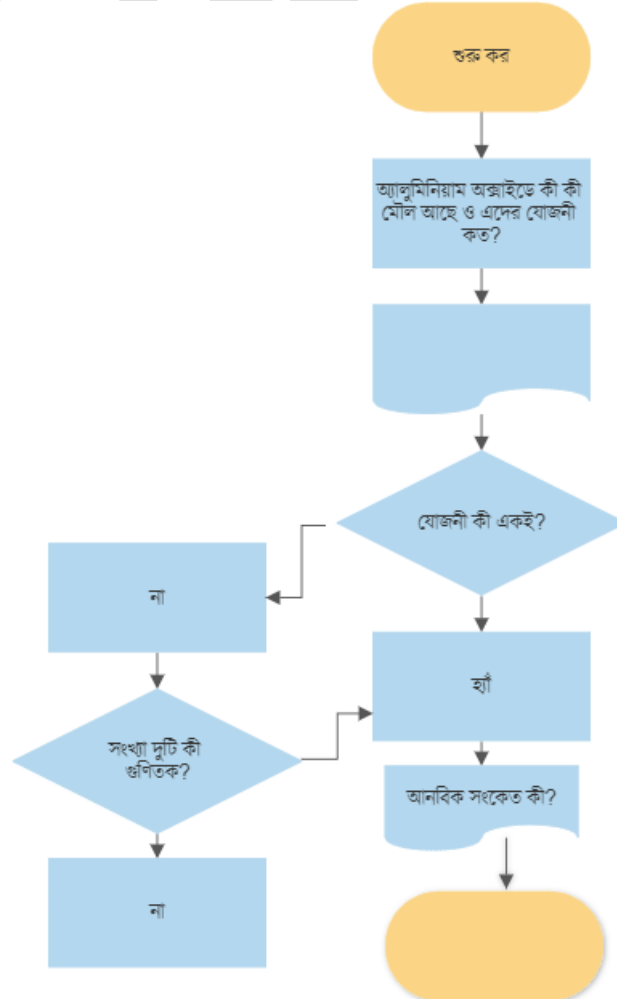 শুরু কর
অ্যালুমিনিয়াম অক্সাইডে কী কী
মৌল আছে ও এদের যোজনী
কত?
যোজনী কী একই?
না
হ্যাঁ
সংখ্যা দুটি কী
গুণিতক?
আনবিক সংকেত কী?
না